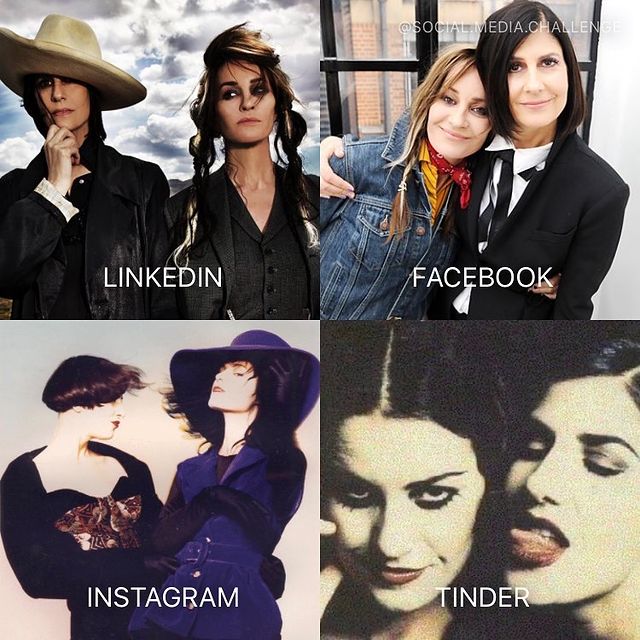 @SOCIAL.MEDIA.CHALLENGE
LINKEDIN
FACEBOOK
INSTAGRAM
TINDER